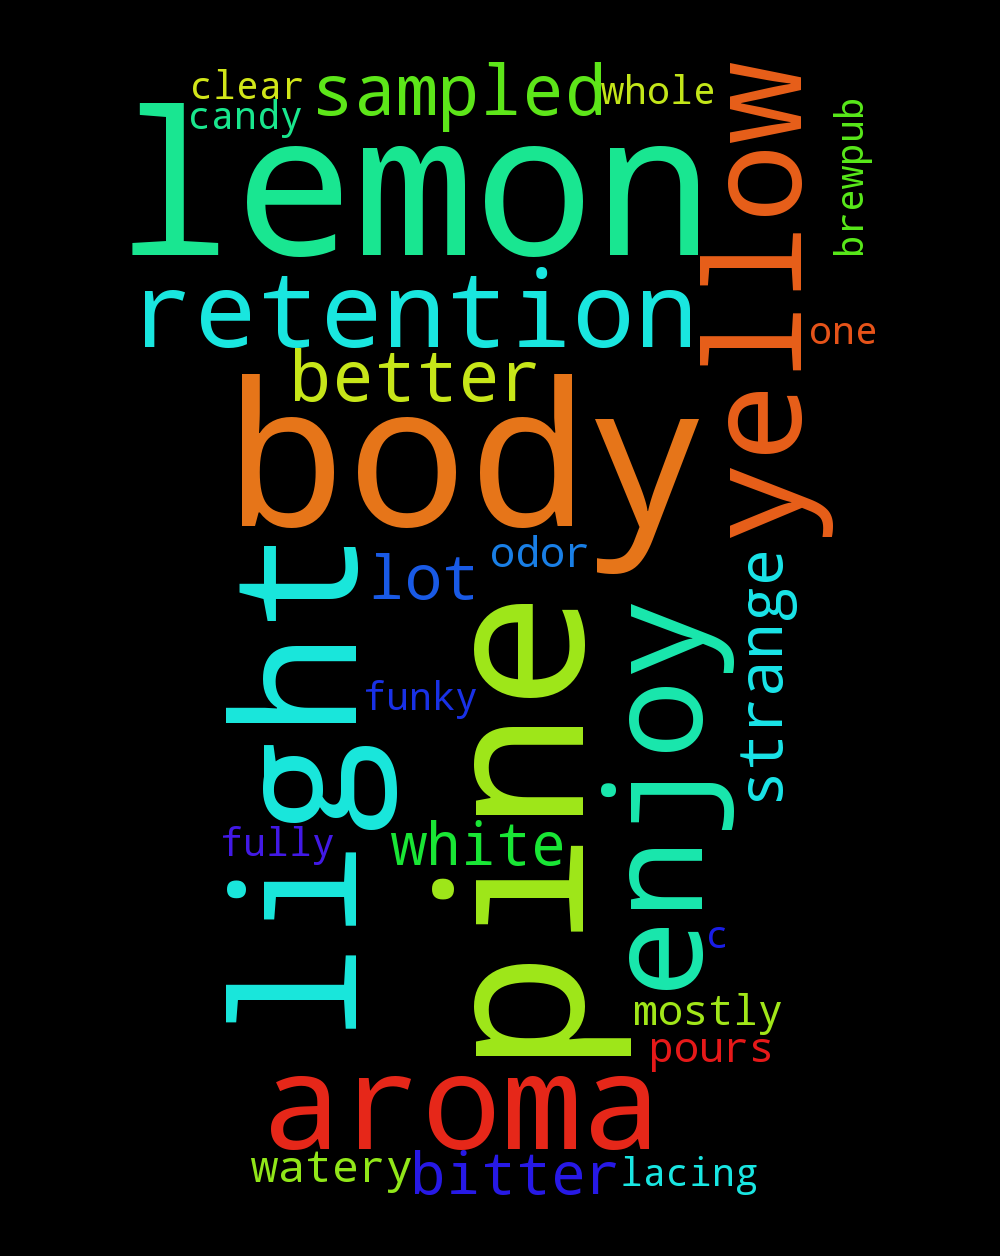 clear
sampled
whole
candy
lemon
yellow
brewpub
retention
one
better
body
light
lot
odor
pine
enjoy
strange
funky
fully
white
c
mostly
pours
aroma
watery
bitter
lacing